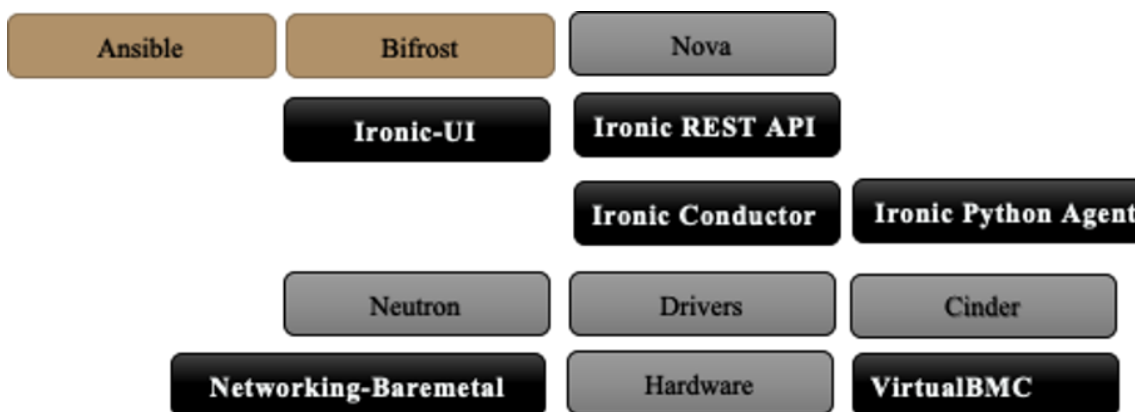 Ansible
Bifrost
Nova
Ironic-UI
Ironic REST API
Ironic Conductor
Ironic Python Agent
Neutron
Drivers
Cinder
Networking-Baremetal
Hardware
VirtualBMC